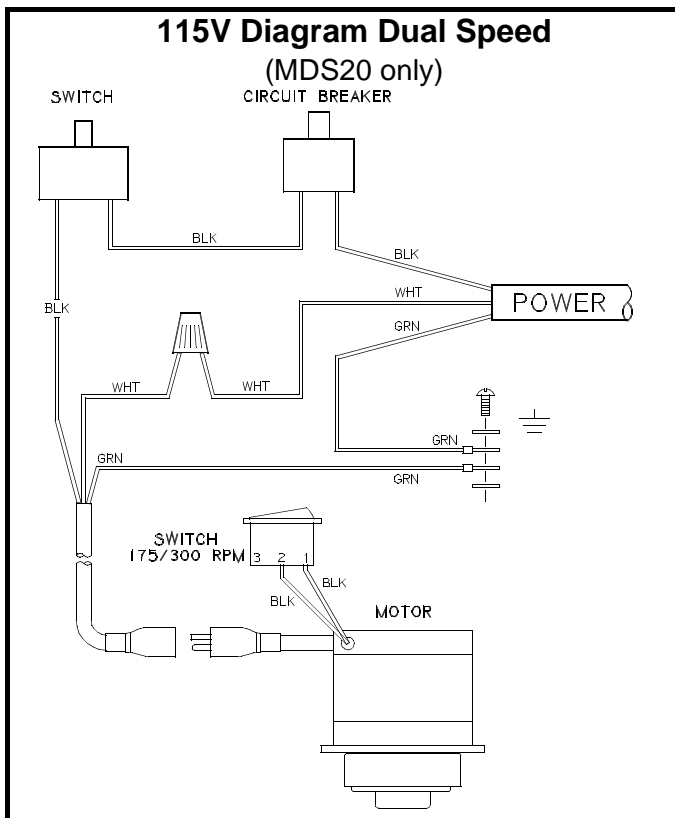 115V Diagram Dual Speed
(MDS20 only)
SWITCH
CIRCUIT BREAKER
BLK
BLK
BLK
WHT
POWER
GRN
WHT
WHT
GRN
GRN
GRN
SWITCH
175/300 RPM
3 2 1
BLK
BLK
MOTOR